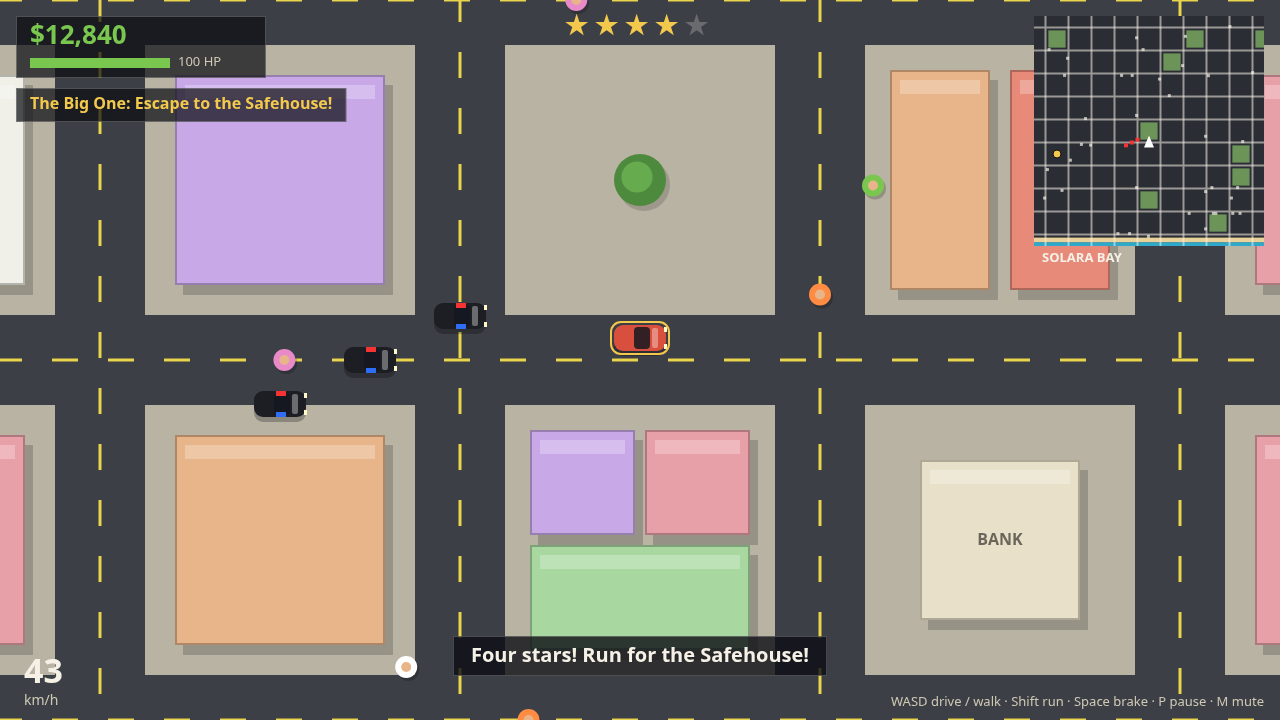 $12,840
100 HP
The Big One: Escape to the Safehouse!
SOLARA BAY
BANK
Four stars! Run for the Safehouse!
43
km/h
WASD drive / walk · Shift run · Space brake · P pause · M mute